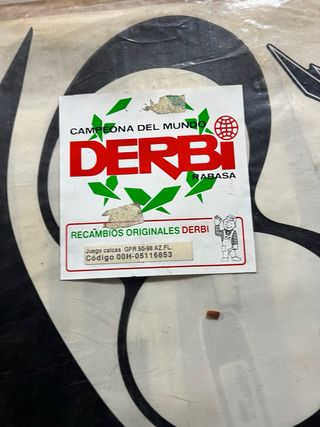 CAMPEONA DEL MUNDO
DERBi
RABASA
RECAMBIOS ORIGINALES DERBI
Juego calcas GPR 50-98 AZ.FL.
Código 00H-05116653